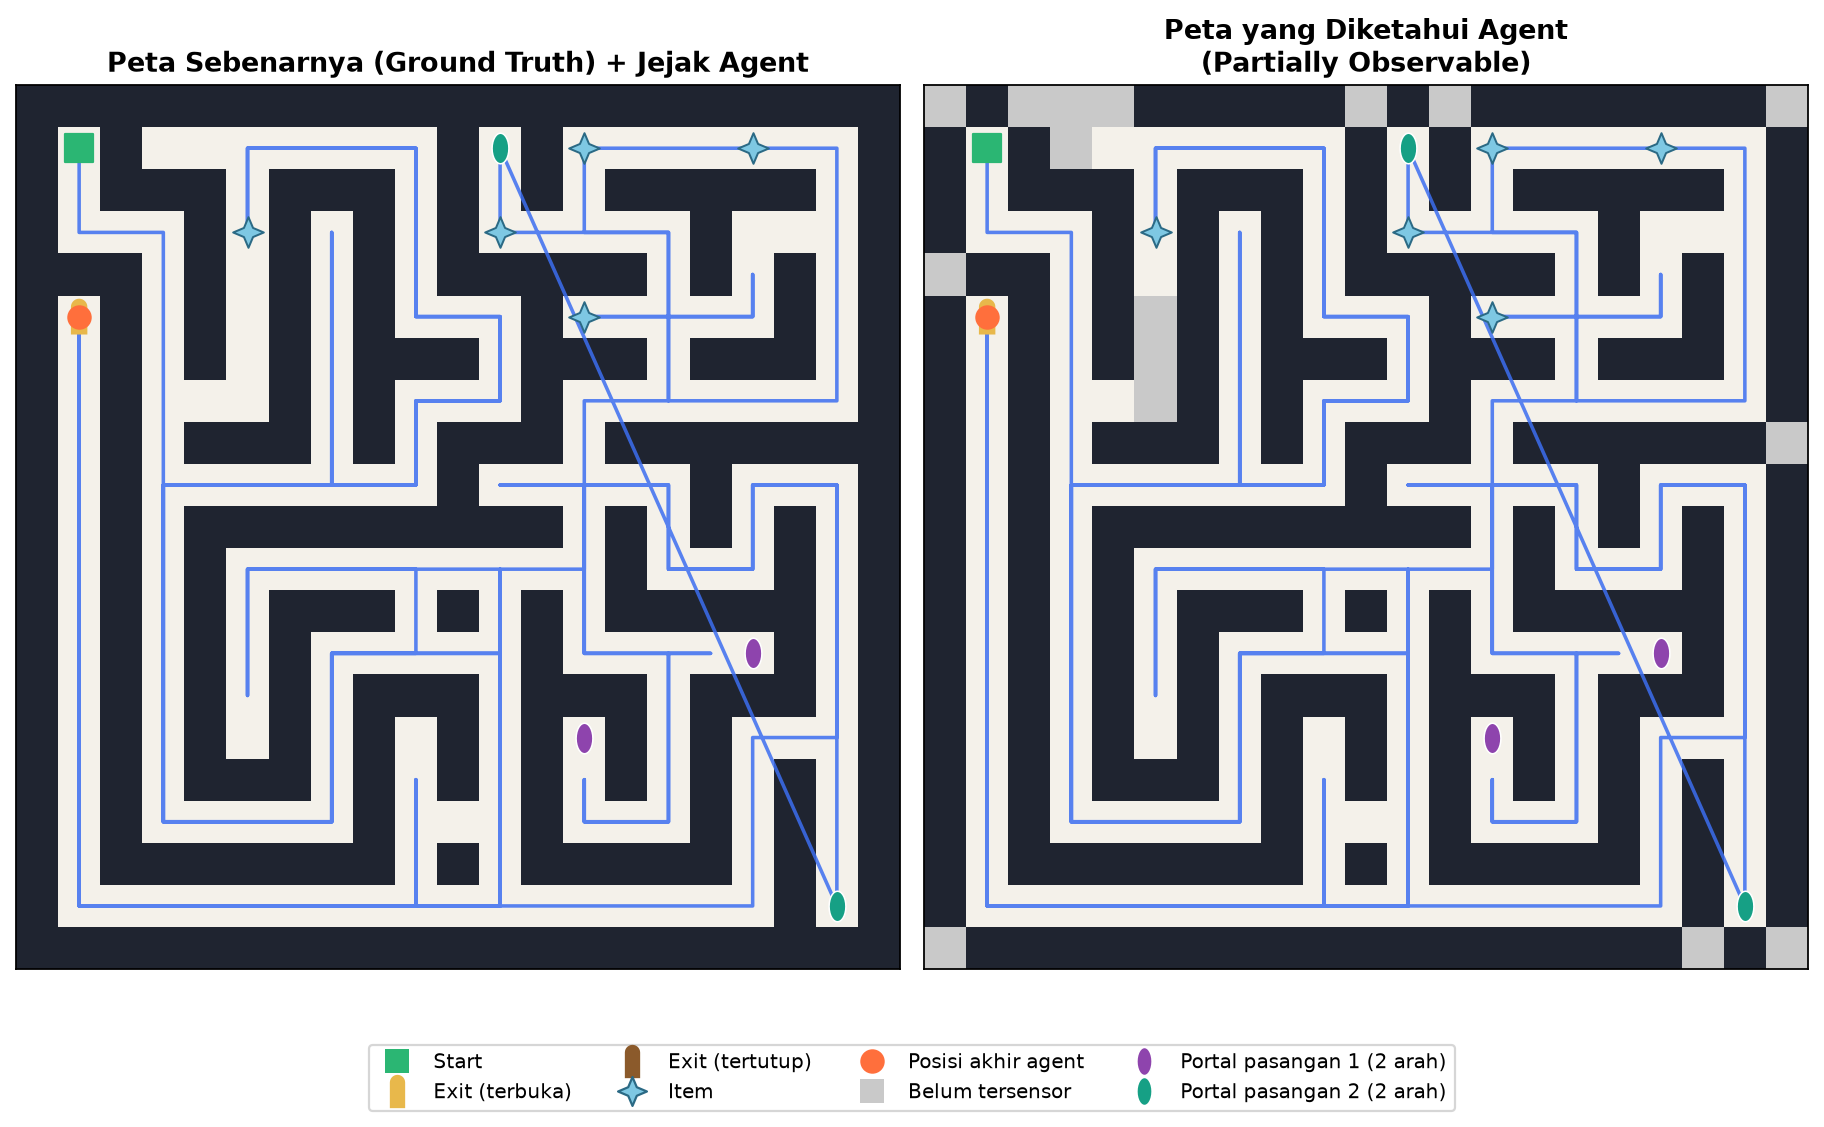 Peta Sebenarnya (Ground Truth) + Jejak Agent
Peta yang Diketahui Agent
(Partially Observable)
Start
Exit (terbuka)
Exit (tertutup)
Item
Posisi akhir agent
Belum tersensor
Portal pasangan 1 (2 arah)
Portal pasangan 2 (2 arah)